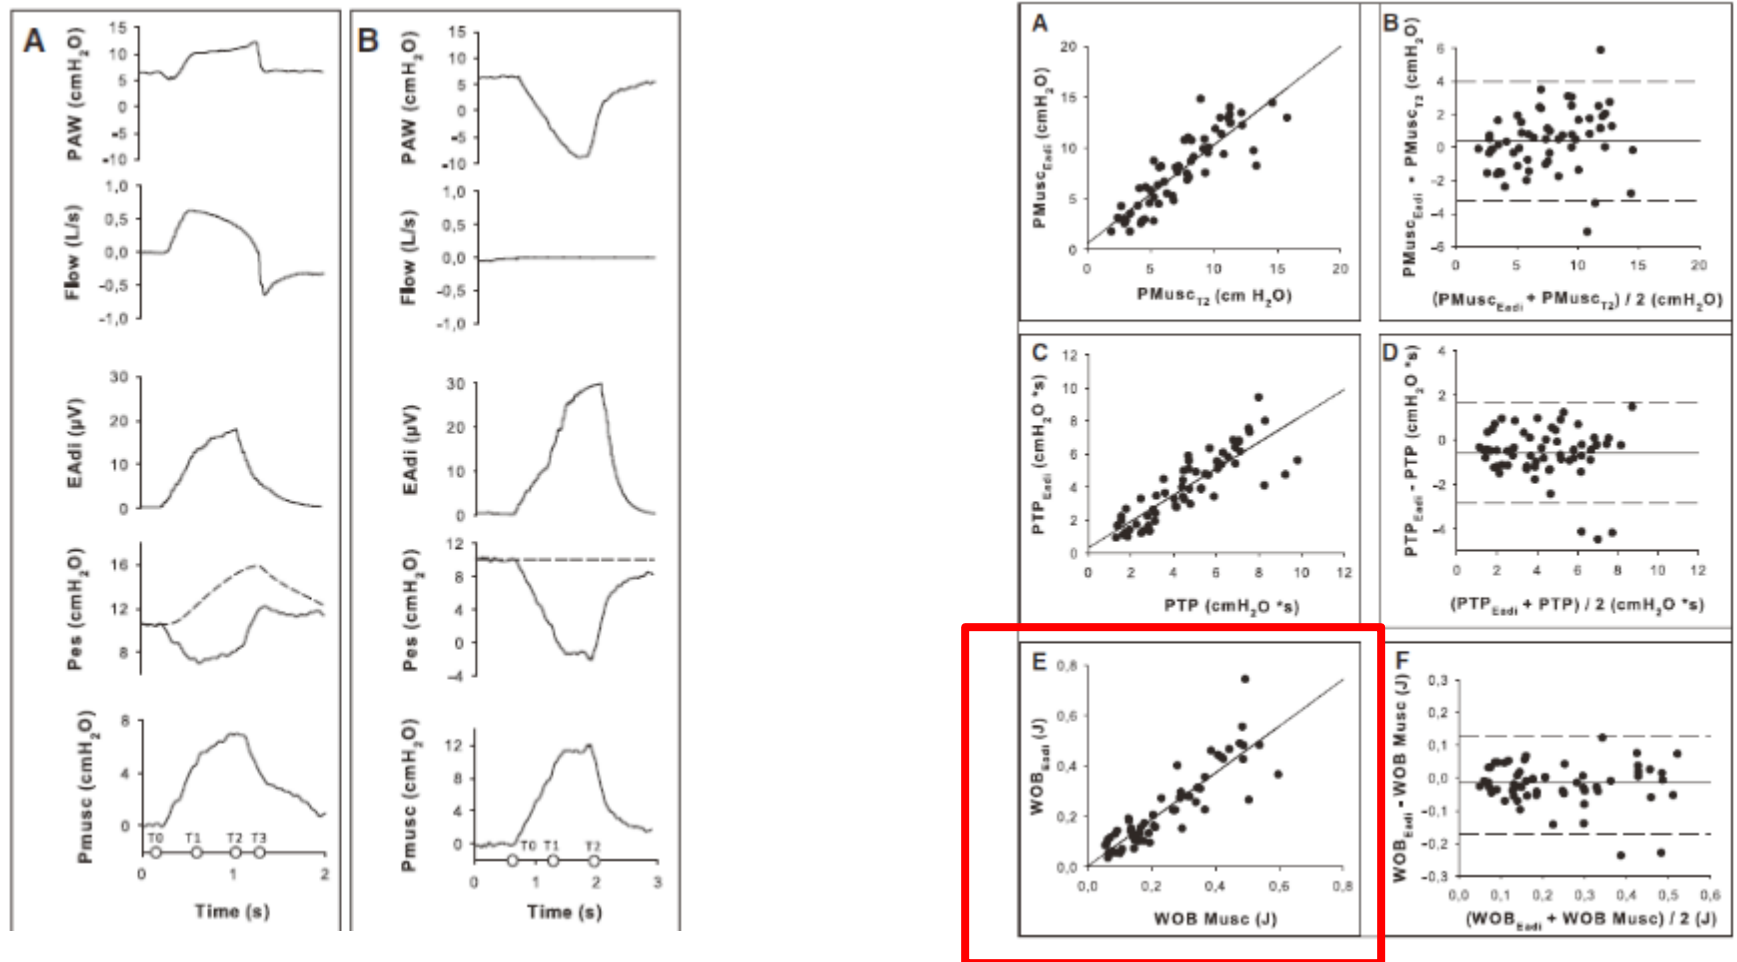 A
PAW (cmH2O)
15
10
5
0
-5
-10
Flow (L/s)
1,0
0,5
0,0
-0,5
-1,0
EAdi (µV)
30
20
10
0
Pes (cmH2O)
16
12
8
Pmusc (cmH2O)
8
4
0
T0 T1 T2 T3
0 1 2
Time (s)
B
PAW (cmH2O)
15
10
5
0
-5
-10
Flow (L/s)
1,0
0,5
0,0
-0,5
-1,0
EAdi (µV)
30
20
10
0
Pes (cmH2O)
12
8
4
0
-4
Pmusc (cmH2O)
12
8
4
0
T0 T1 T2
0 1 2 3
Time (s)
A
PMuscEadi (cmH2O)
20
15
10
5
0
0 5 10 15 20
PMuscT2 (cm H2O)
B
PMuscEadi - PMuscT2 (cmH2O)
6
4
2
0
-2
-4
-6
0 5 10 15 20
(PMuscEadi + PMuscT2) / 2 (cmH2O)
C
PTPEadi (cmH2O *s)
12
10
8
6
4
2
0
0 2 4 6 8 10 12
PTP (cmH2O *s)
D
PTPEadi - PTP (cmH2O *s)
4
2
0
-2
-4
0 2 4 6 8 10 12
(PTPEadi + PTP) / 2 (cmH2O *s)
E
WOBEadi (J)
0,8
0,6
0,4
0,2
0,0
0,0 0,2 0,4 0,6 0,8
WOB Musc (J)
F
WOBEadi - WOB Musc (J)
0,3
0,2
0,1
0,0
-0,1
-0,2
-0,3
0,0 0,1 0,2 0,3 0,4 0,5 0,6
(WOBEadi + WOB Musc) / 2 (J)